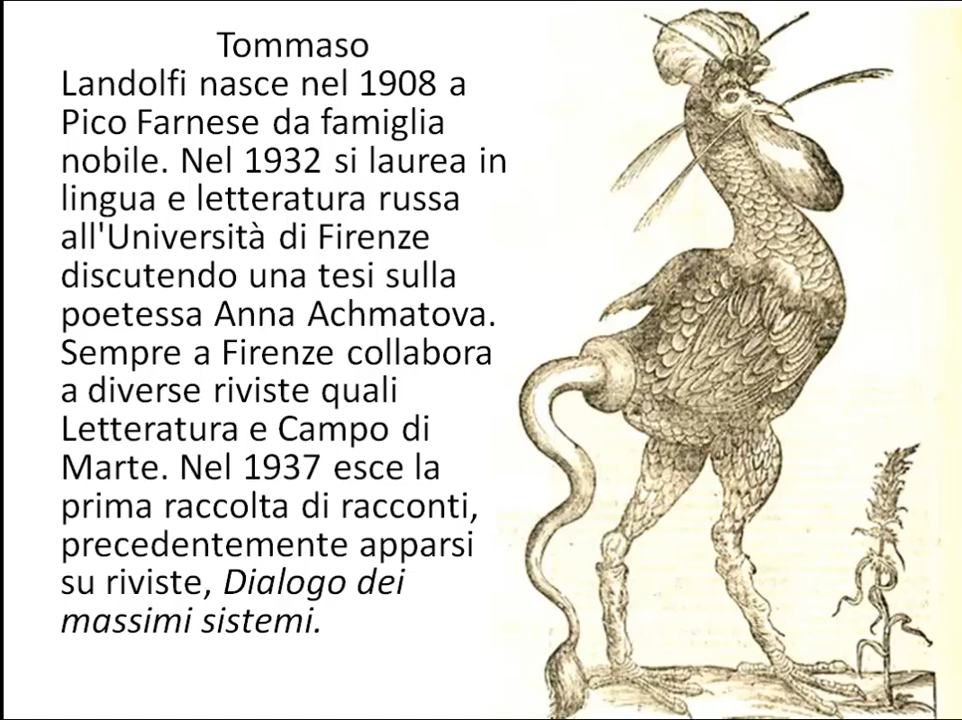 Tommaso
Landolfi nasce nel 1908 a
Pico Farnese da famiglia
nobile. Nel 1932 si laurea in
lingua e letteratura russa
all'Università di Firenze
discutendo una tesi sulla
poetessa Anna Achmatova.
Sempre a Firenze collabora
a diverse riviste quali
Letteratura e Campo di
Marte. Nel 1937 esce la
prima raccolta di racconti,
precedentemente apparsi
su riviste, Dialogo dei
massimi sistemi.